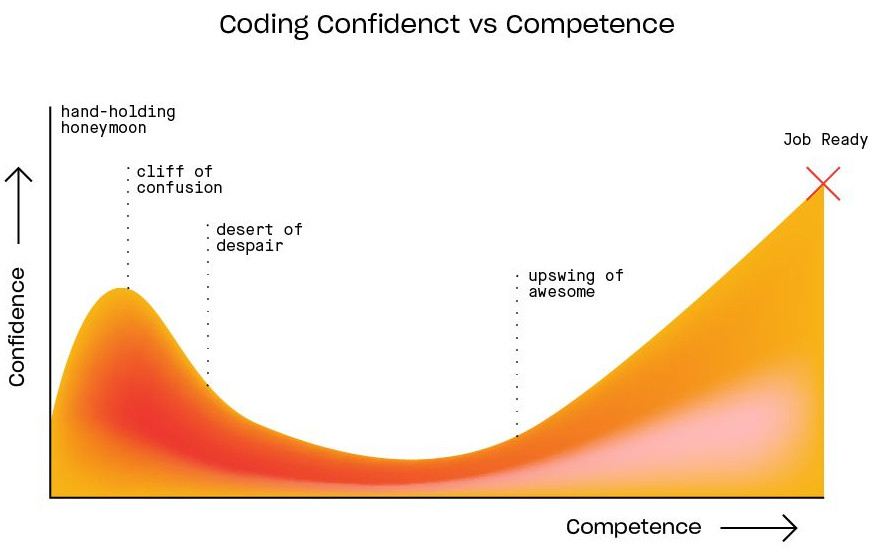 Coding Confidenct vs Competence
hand-holding
honeymoon
Job Ready
cliff of
confusion
desert of
despair
upswing of
awesome
Confidence
Competence